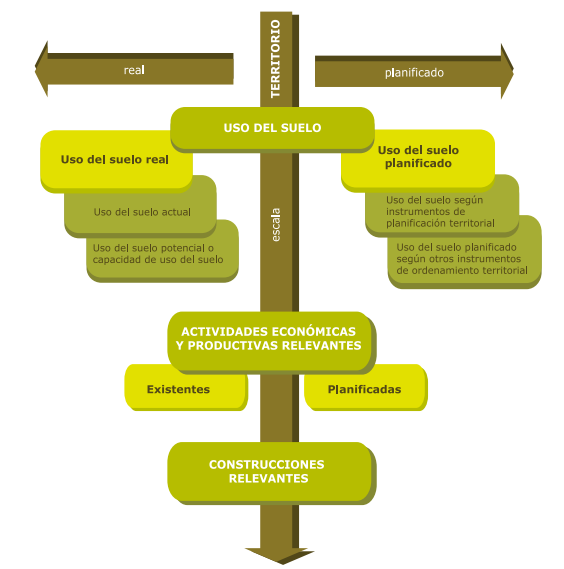 TERRITORIO
real
planificado
USO DEL SUELO
Uso del suelo real
Uso del suelo
planificado
Uso del suelo actual
Uso del suelo según
instrumentos de
planificación territorial
Uso del suelo potencial o
capacidad de uso del suelo
Uso del suelo planificado
según otros instrumentos
de ordenamiento territorial
escala
ACTIVIDADES ECONÓMICAS
Y PRODUCTIVAS RELEVANTES
Existentes
Planificadas
CONSTRUCCIONES
RELEVANTES